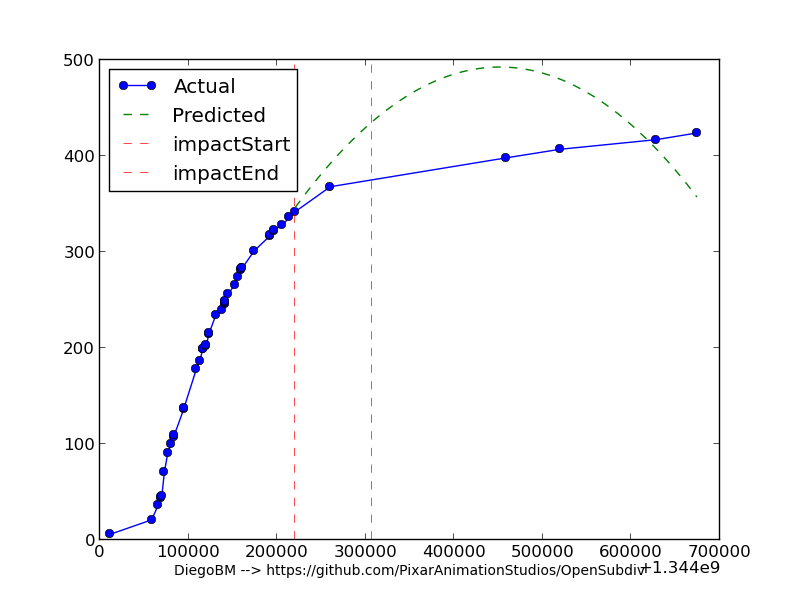 500
400
300
200
100
0
Actual
Predicted
impactStart
impactEnd
0 100000 200000 300000 400000 500000 600000 700000
+1.344e9
DiegoBM --> https://github.com/PixarAnimationStudios/OpenSubdiv